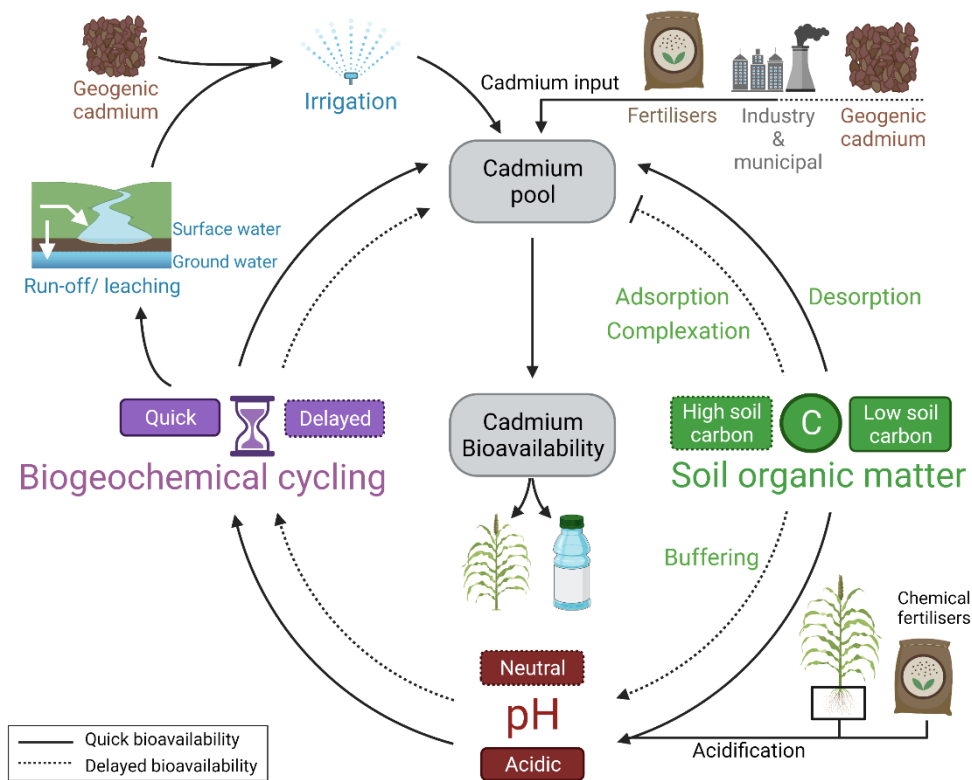 Geogenic
cadmium
Irrigation
Cadmium input
Fertilisers
Industry
&
municipal
Geogenic
cadmium
Cadmium
pool
Surface water
Ground water
Run-off/ leaching
Adsorption
Complexation
Desorption
Quick
Delayed
Biogeochemical cycling
Cadmium
Bioavailability
High soil
carbon
C
Low soil
carbon
Soil organic matter
Buffering
Chemical
fertilisers
Neutral
pH
Acidic
Acidification
Quick bioavailability
Delayed bioavailability